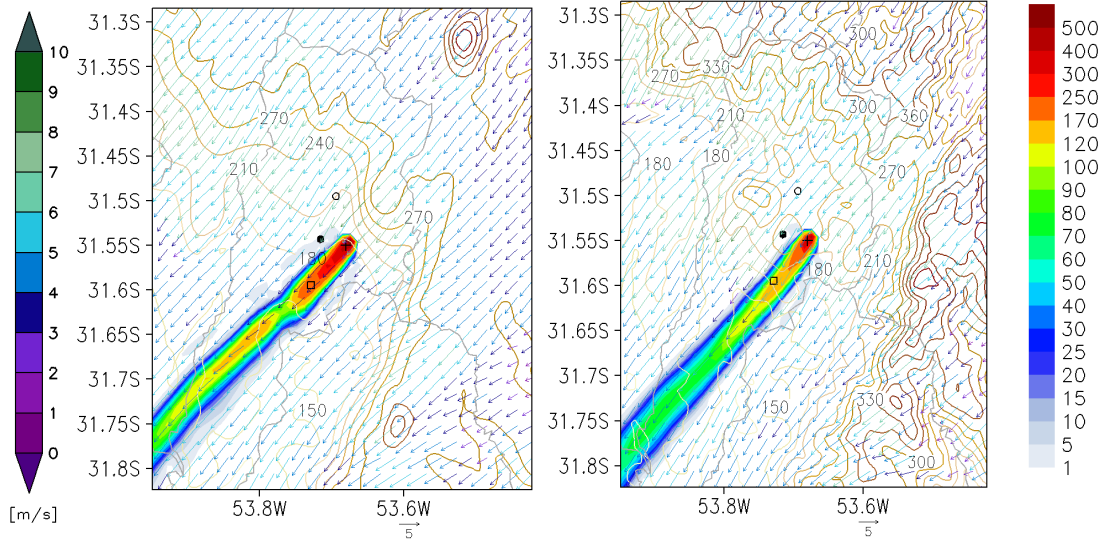 10
9
8
7
6
5
4
3
2
1
0
[m/s]
31.3S
31.35S
31.4S
31.45S
31.5S
31.55S
31.6S
31.65S
31.7S
31.75S
31.8S
270
240
210
270
180
150
53.8W
53.6W
5
31.3S
31.35S
31.4S
31.45S
31.5S
31.55S
31.6S
31.65S
31.7S
31.75S
31.8S
300
330
270
300
360
210
180
180
270
210
180
150
330
300
53.8W
53.6W
5
500
400
300
250
170
120
100
90
80
70
60
50
40
30
25
20
15
10
5
1